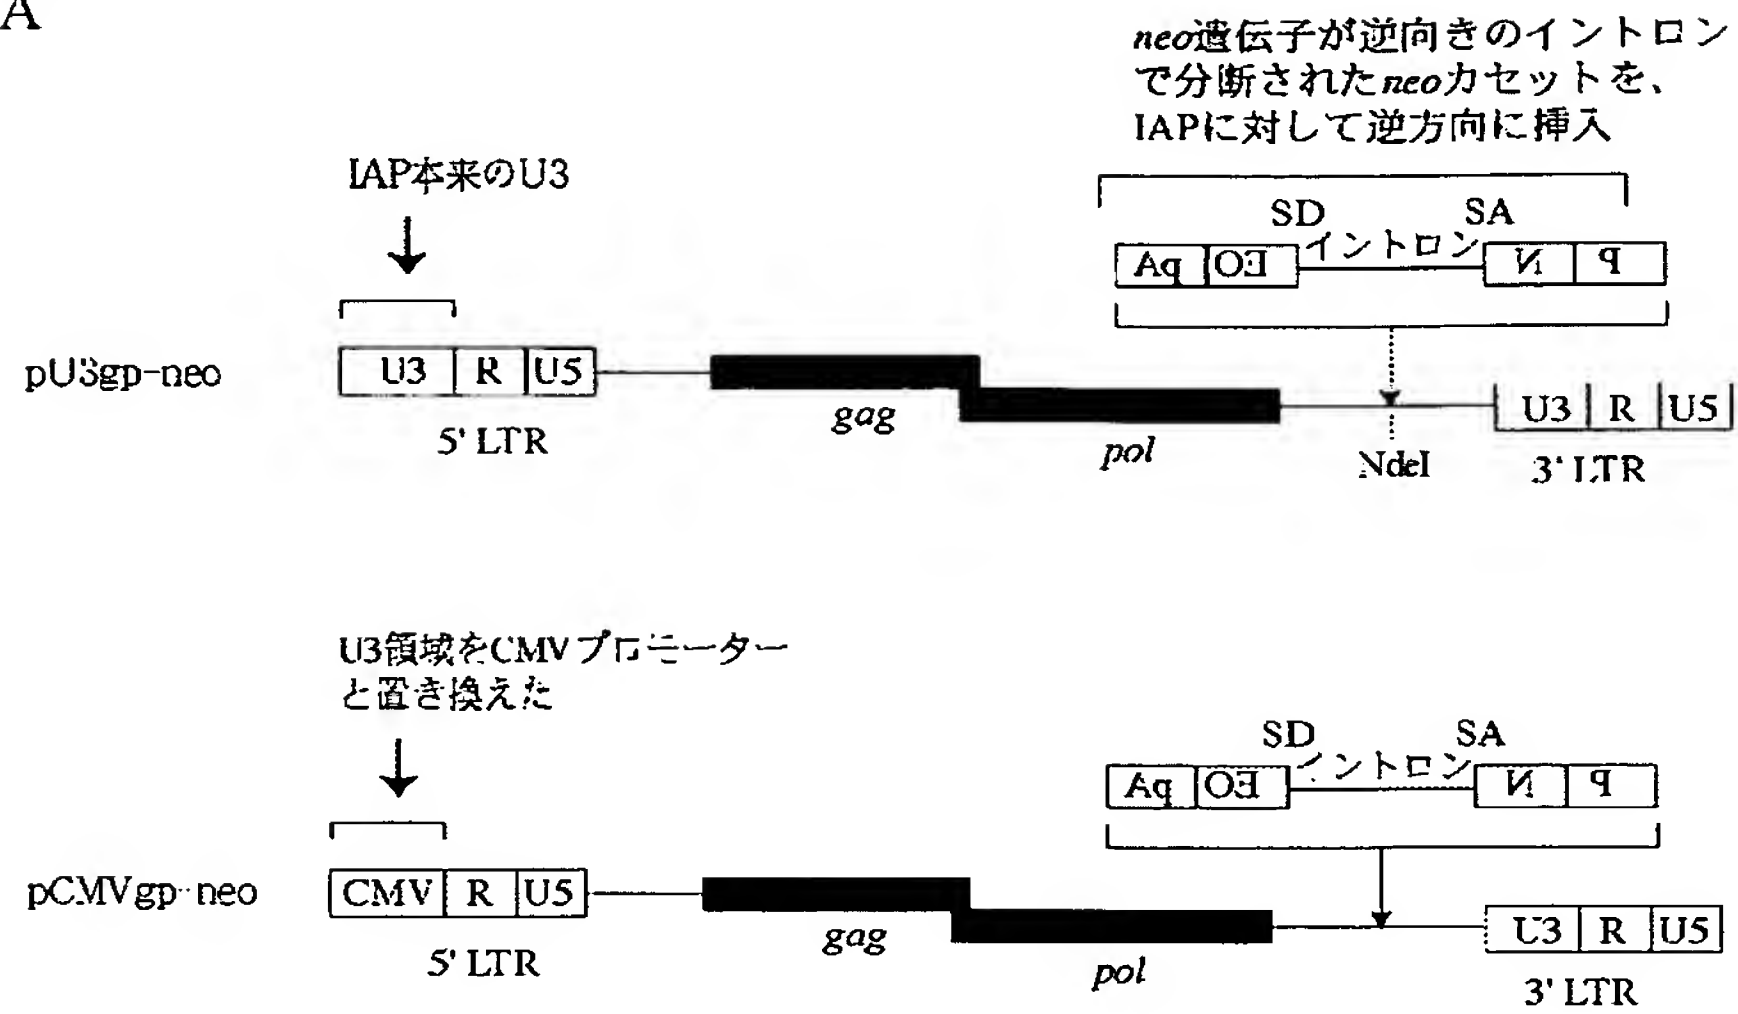 A
neo遺伝子が逆向きのイントロン
で分断されたneoカセットを、
IAPに対して逆方向に挿入
IAP本来のU3
SD SA
pA EO イントロン N P
pU3gp-neo
U3 R U5
5' LTR
gag
pol
NdeI
U3 R U5
3' LTR
U3領域をCMVプロモーター
と置き換えた
SD SA
pA EO イントロン N P
pCMVgp-neo
CMV R U5
5' LTR
gag
pol
U3 R U5
3' LTR